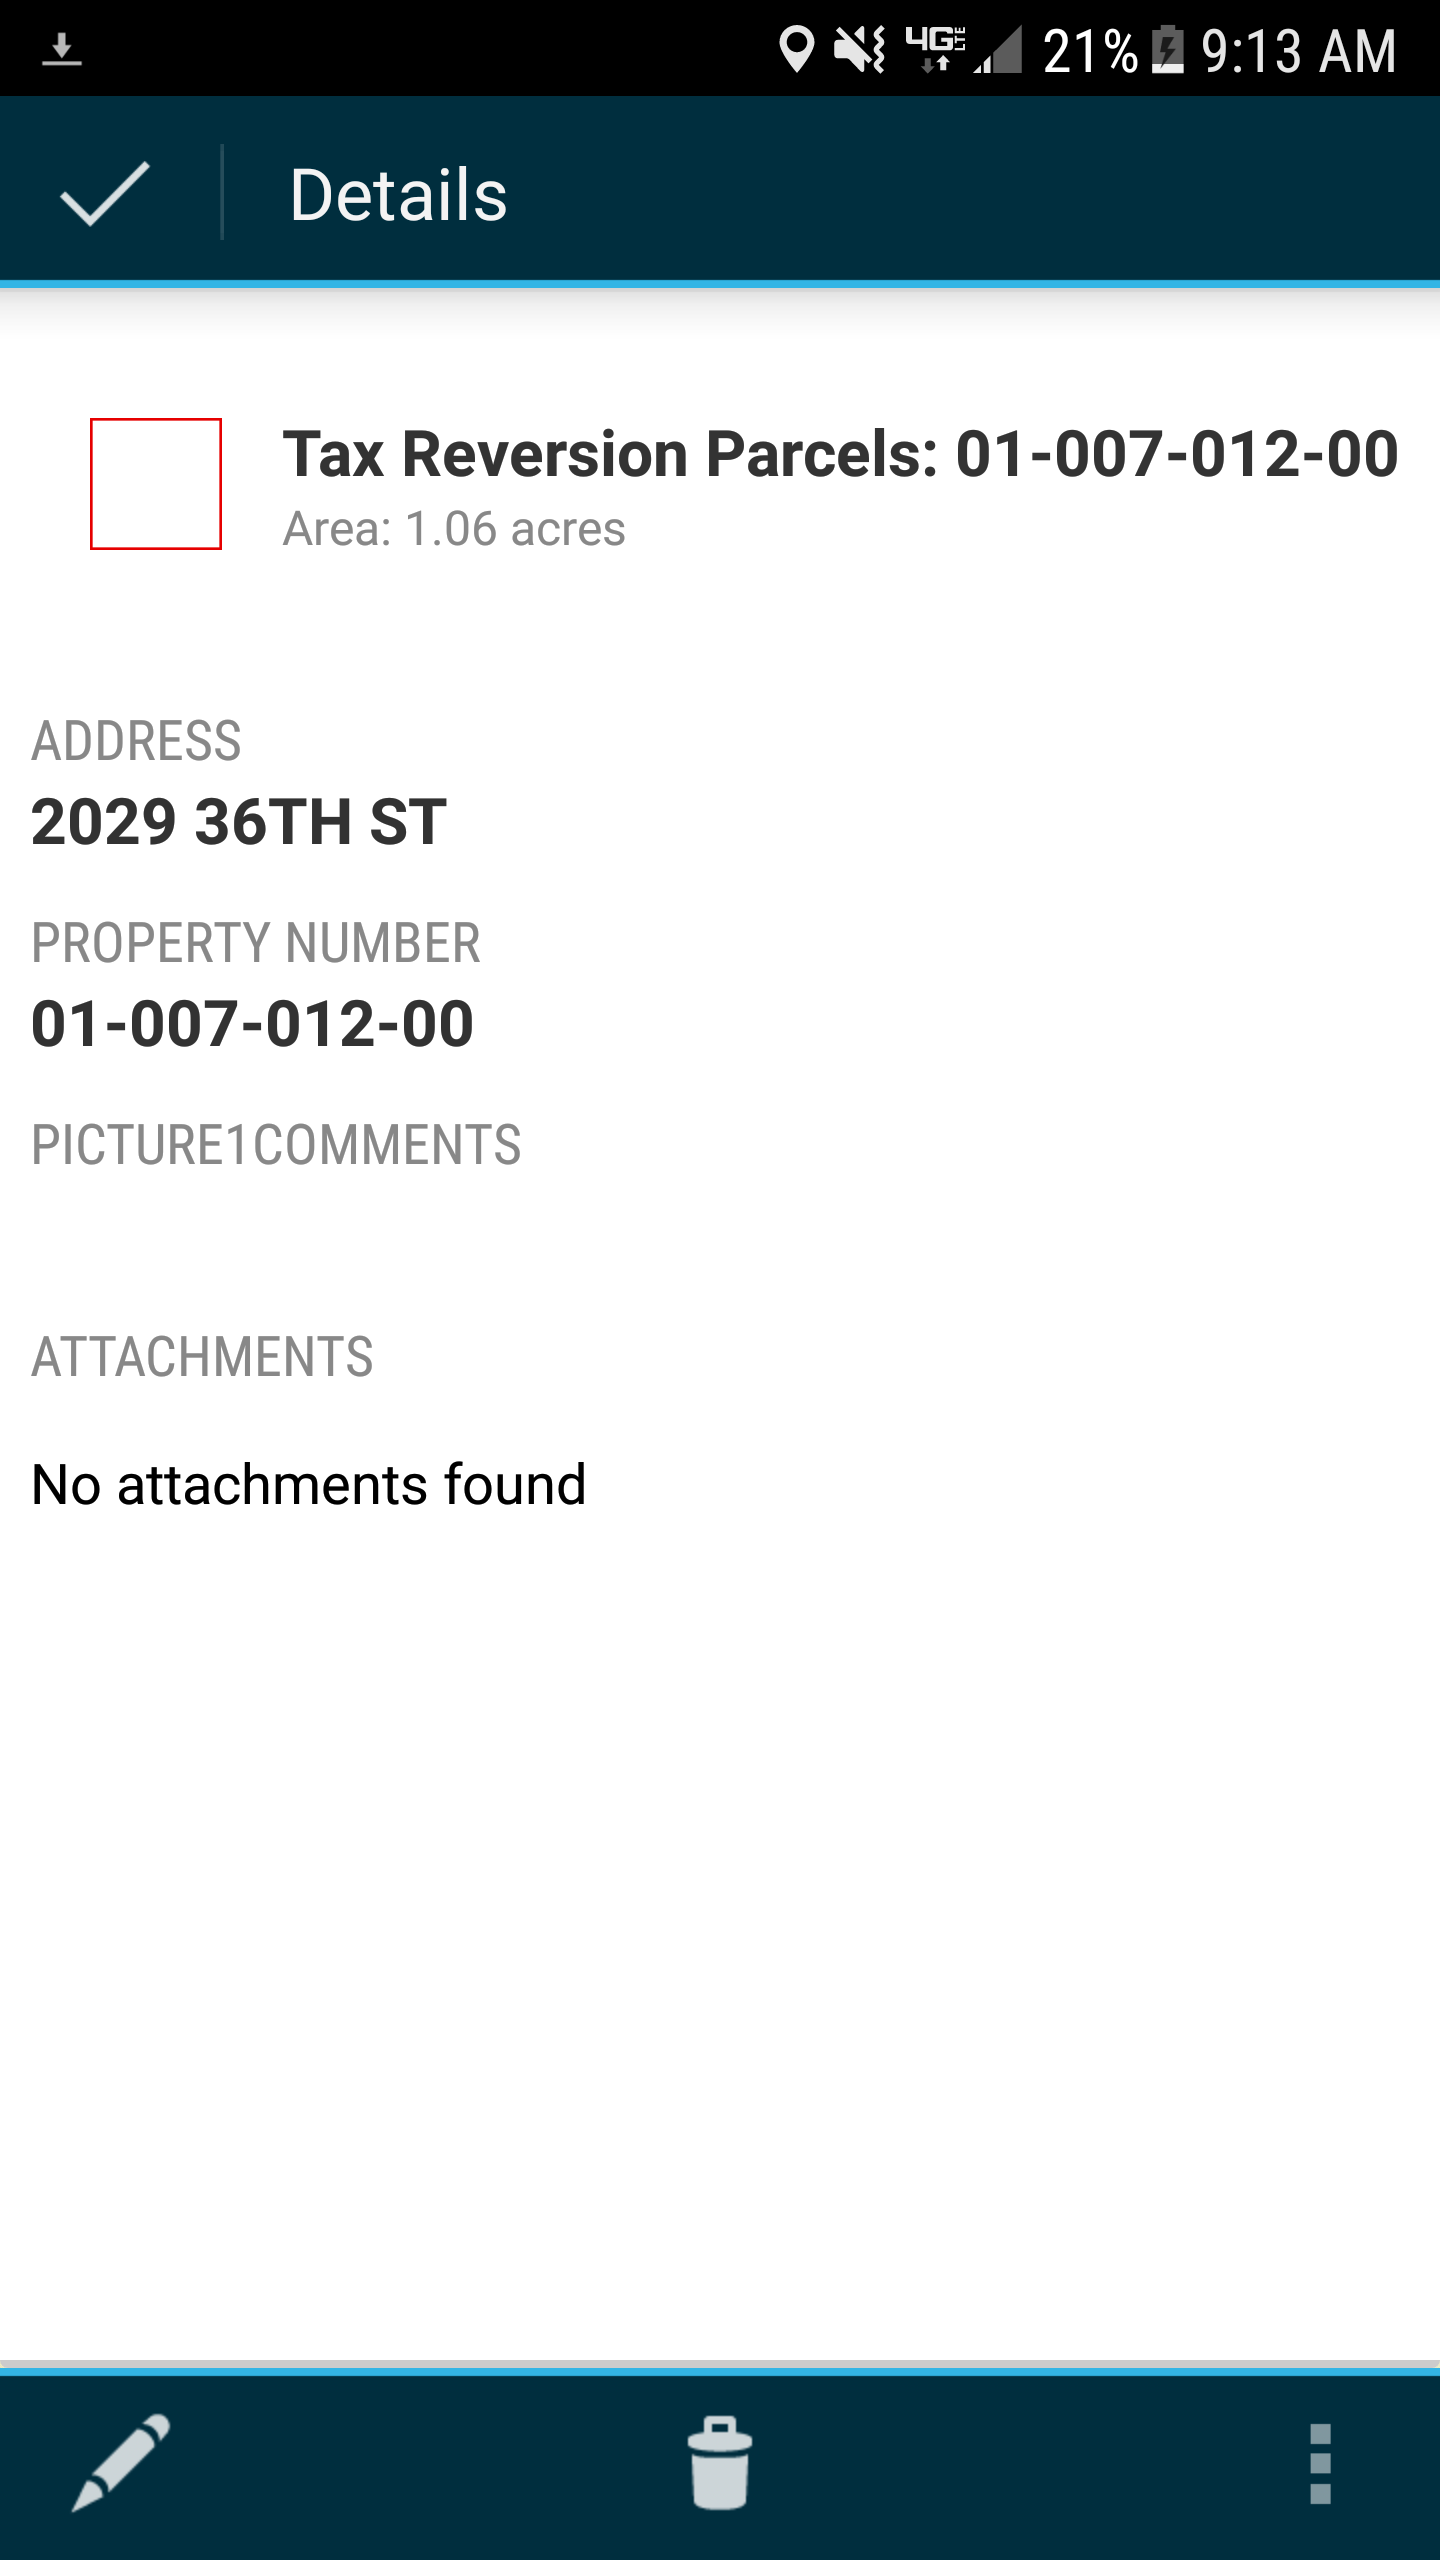 4G LTE 21% 9:13 AM
Details
Tax Reversion Parcels: 01-007-012-00
Area: 1.06 acres
ADDRESS
2029 36TH ST
PROPERTY NUMBER
01-007-012-00
PICTURE1COMMENTS
ATTACHMENTS
No attachments found